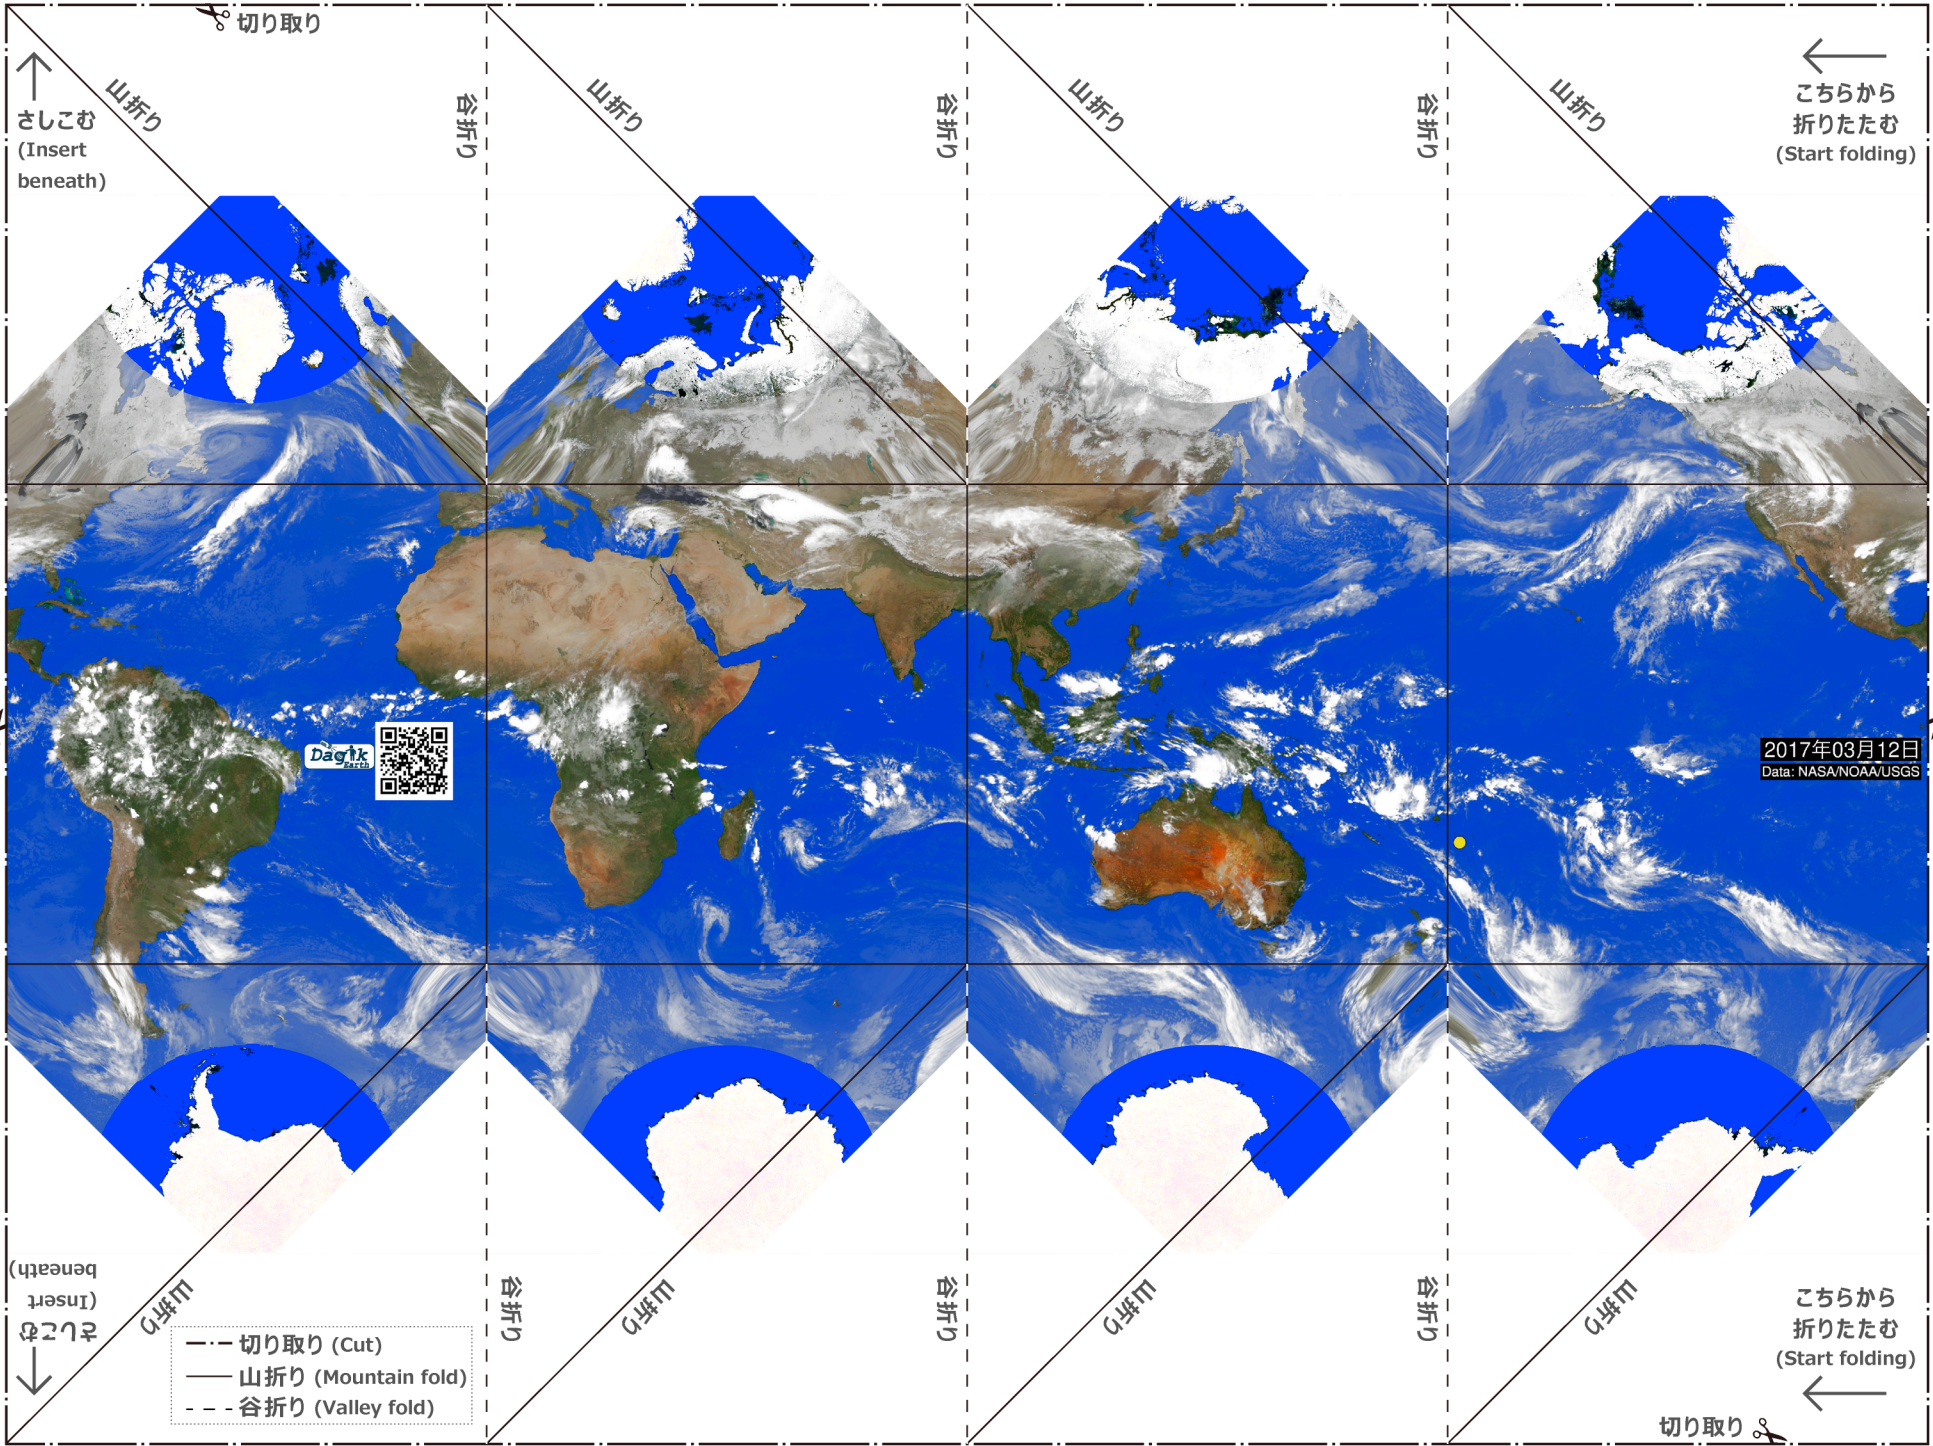 切り取り
さしこむ
(Insert
beneath)
山折り
谷折り
山折り
谷折り
山折り
谷折り
山折り
こちらから
折りたたむ
(Start folding)
Dagik
Earth
2017年03月12日
Data: NASA/NOAA/USGS
さしこむ
(Insert
beneath)
山折り
谷折り
山折り
谷折り
山折り
谷折り
山折り
こちらから
折りたたむ
(Start folding)
切り取り (Cut)
山折り (Mountain fold)
谷折り (Valley fold)
切り取り